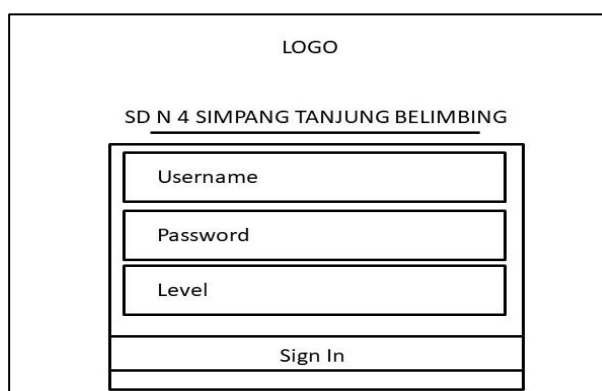 LOGO
SD N 4 SIMPANG TANJUNG BELIMBING
Username
Password
Level
Sign In